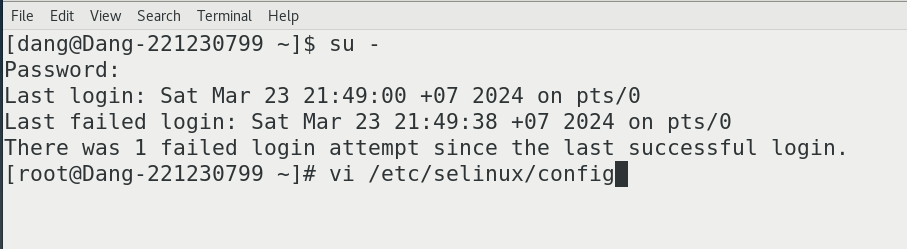 File Edit View Search Terminal Help
[dang@Dang-221230799 ~]$ su -
Password:
Last login: Sat Mar 23 21:49:00 +07 2024 on pts/0
Last failed login: Sat Mar 23 21:49:38 +07 2024 on pts/0
There was 1 failed login attempt since the last successful login.
[root@Dang-221230799 ~]# vi /etc/selinux/config